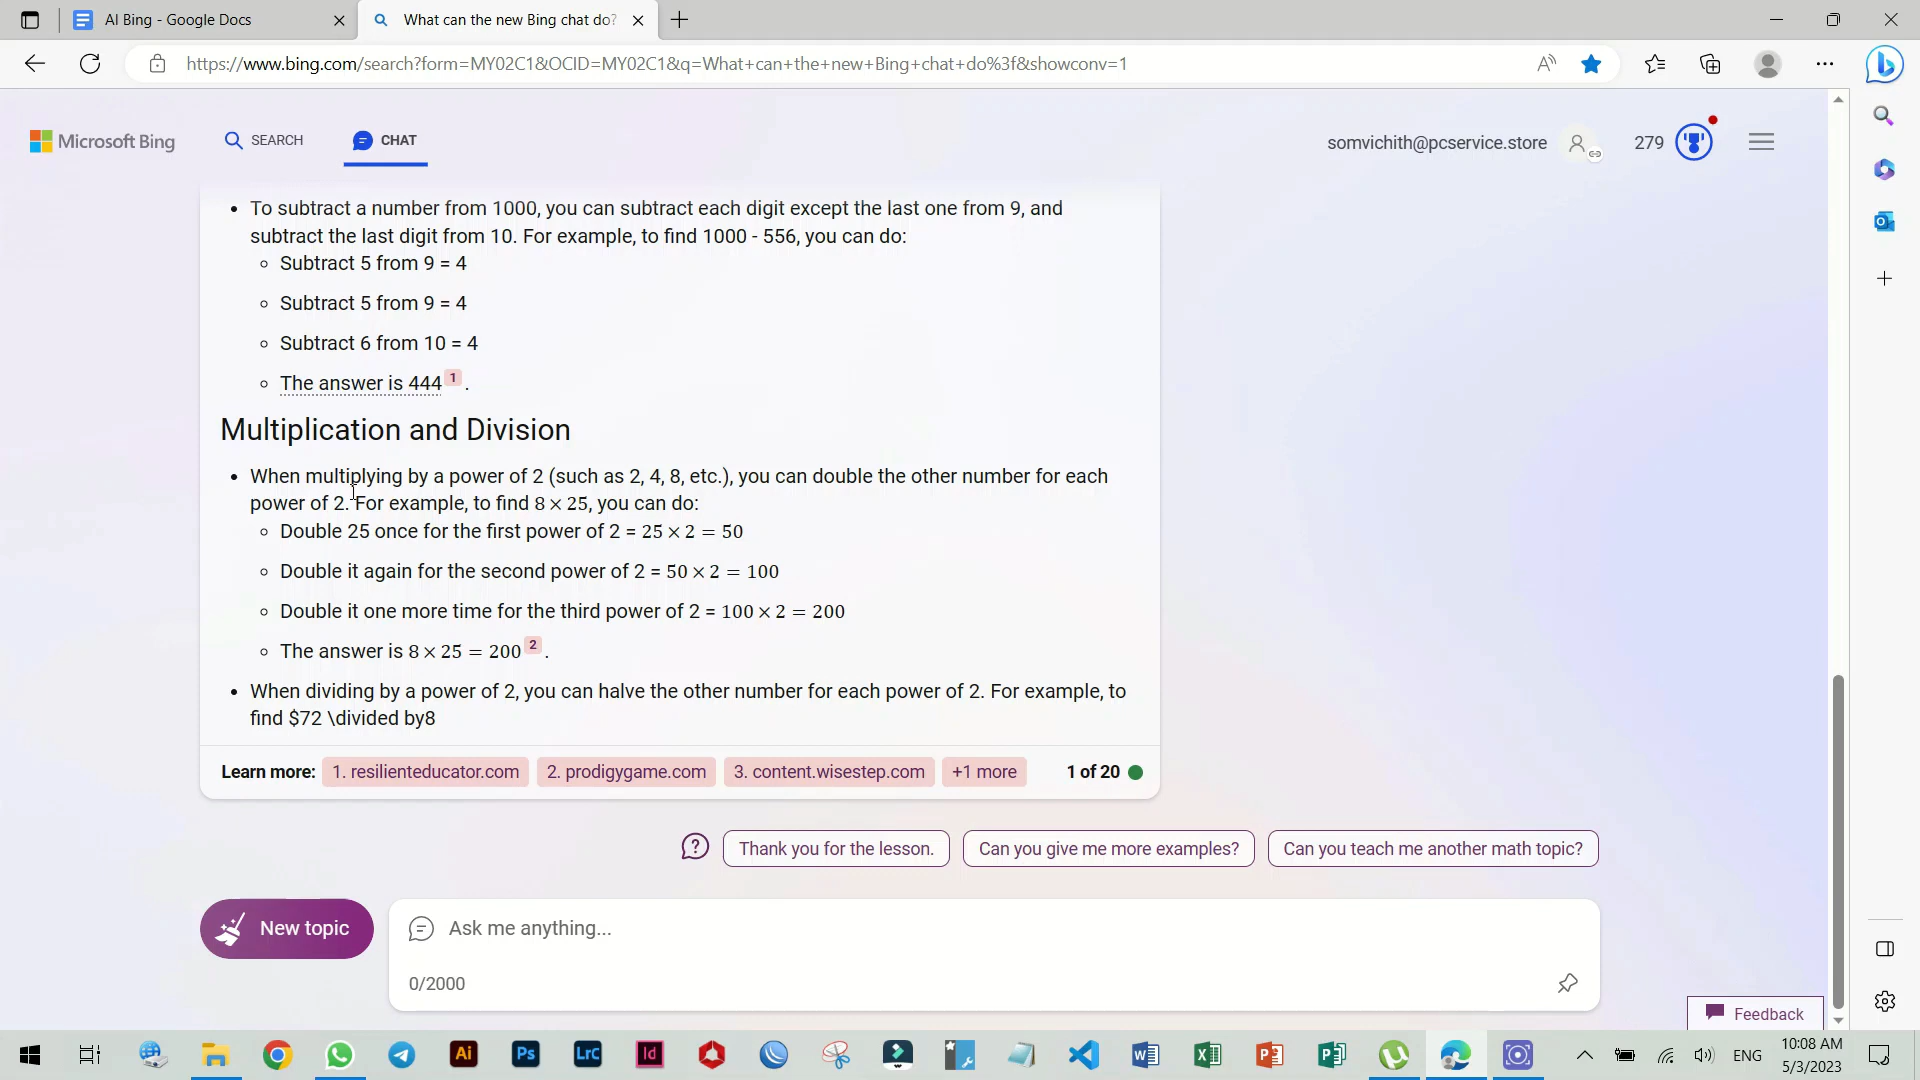 AI Bing - Google Docs
What can the new Bing chat do?
https://www.bing.com/search?form=MY02C1&OCID=MY02C1&q=What+can+the+new+Bing+chat+do%3f&showconv=1
Microsoft Bing
SEARCH
CHAT
somvichith@pcservice.store
279
• To subtract a number from 1000, you can subtract each digit except the last one from 9, and
subtract the last digit from 10. For example, to find 1000 - 556, you can do:
◦ Subtract 5 from 9 = 4
◦ Subtract 5 from 9 = 4
◦ Subtract 6 from 10 = 4
◦ The answer is 444 1 .
Multiplication and Division
• When multiplying by a power of 2 (such as 2, 4, 8, etc.), you can double the other number for each
power of 2. For example, to find 8 × 25, you can do:
◦ Double 25 once for the first power of 2 = 25 × 2 = 50
◦ Double it again for the second power of 2 = 50 × 2 = 100
◦ Double it one more time for the third power of 2 = 100 × 2 = 200
◦ The answer is 8 × 25 = 200 2 .
• When dividing by a power of 2, you can halve the other number for each power of 2. For example, to
find $72 \divided by8
Learn more: 1. resilienteducator.com 2. prodigygame.com 3. content.wisestep.com +1 more 1 of 20
Thank you for the lesson. Can you give me more examples? Can you teach me another math topic?
New topic
Ask me anything...
0/2000
Feedback
Ai Ps LrC Id
ENG
10:08 AM
5/3/2023